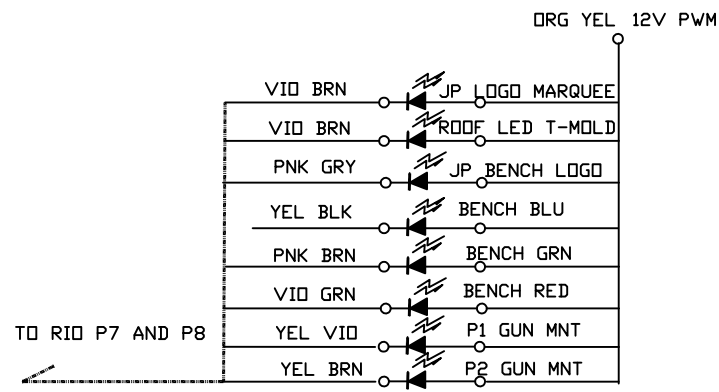 ORG YEL 12V PWM
VIO BRN JP LOGO MARQUEE
VIO BRN ROOF LED T-MOLD
PNK GRY JP BENCH LOGO
YEL BLK BENCH BLU
PNK BRN BENCH GRN
VIO GRN BENCH RED
TO RIO P7 AND P8 YEL VIO P1 GUN MNT
YEL BRN P2 GUN MNT